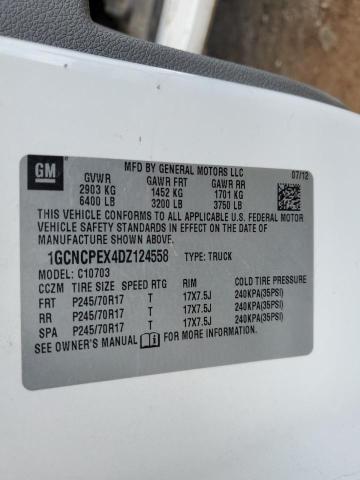 GM
MFD BY GENERAL MOTORS LLC
07/12
GVWR GAWR FRT GAWR RR
2903 KG 1452 KG 1701 KG
6400 LB 3200 LB 3750 LB
THIS VEHICLE CONFORMS TO ALL APPLICABLE U.S. FEDERAL MOTOR
VEHICLE SAFETY STANDARDS IN EFFECT ON THE DATE OF
MANUFACTURE SHOWN ABOVE.
1GCNCPEX4DZ124558 TYPE: TRUCK
MODEL: C10703
CCZM TIRE SIZE SPEED RTG RIM COLD TIRE PRESSURE
FRT P245/70R17 T 17X7.5J 240KPA(35PSI)
RR P245/70R17 T 17X7.5J 240KPA(35PSI)
SPA P245/70R17 T 17X7.5J 240KPA(35PSI)
SEE OWNER'S MANUAL FOR MORE INFORMATION.